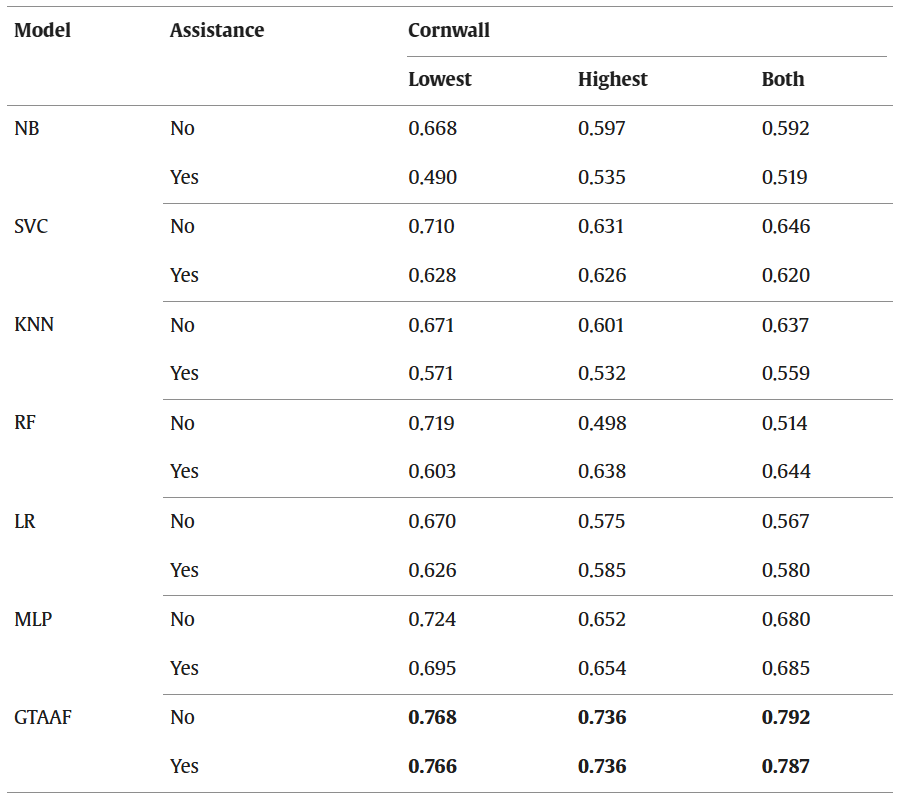 Model Assistance Cornwall
Lowest Highest Both
NB No 0.668 0.597 0.592
Yes 0.490 0.535 0.519
SVC No 0.710 0.631 0.646
Yes 0.628 0.626 0.620
KNN No 0.671 0.601 0.637
Yes 0.571 0.532 0.559
RF No 0.719 0.498 0.514
Yes 0.603 0.638 0.644
LR No 0.670 0.575 0.567
Yes 0.626 0.585 0.580
MLP No 0.724 0.652 0.680
Yes 0.695 0.654 0.685
GTAAF No 0.768 0.736 0.792
Yes 0.766 0.736 0.787